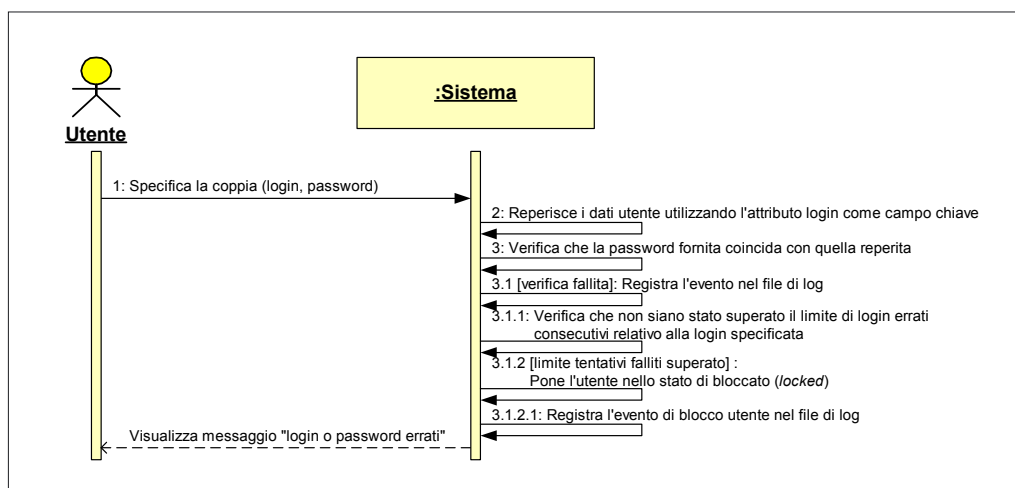 :Sistema
Utente
1: Specifica la coppia (login, password)
2: Reperisce i dati utente utilizzando l'attributo login come campo chiave
3: Verifica che la password fornita coincida con quella reperita
3.1 [verifica fallita]: Registra l'evento nel file di log
3.1.1: Verifica che non siano stato superato il limite di login errati
consecutivi relativo alla login specificata
3.1.2 [limite tentativi falliti superato] :
Pone l'utente nello stato di bloccato (locked)
3.1.2.1: Registra l'evento di blocco utente nel file di log
Visualizza messaggio "login o password errati"